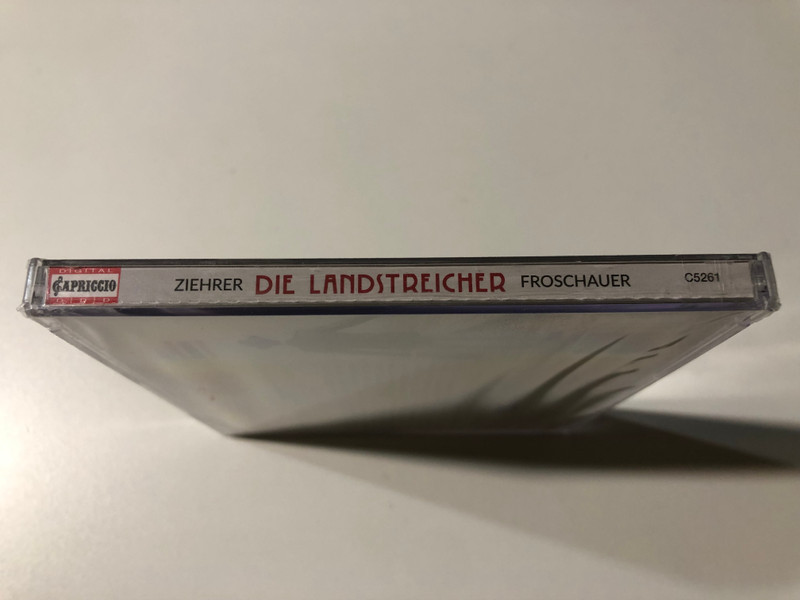 DIGITAL
CAPRICCIO
ZIEHRER DIE LANDSTREICHER FROSCHAUER C5261